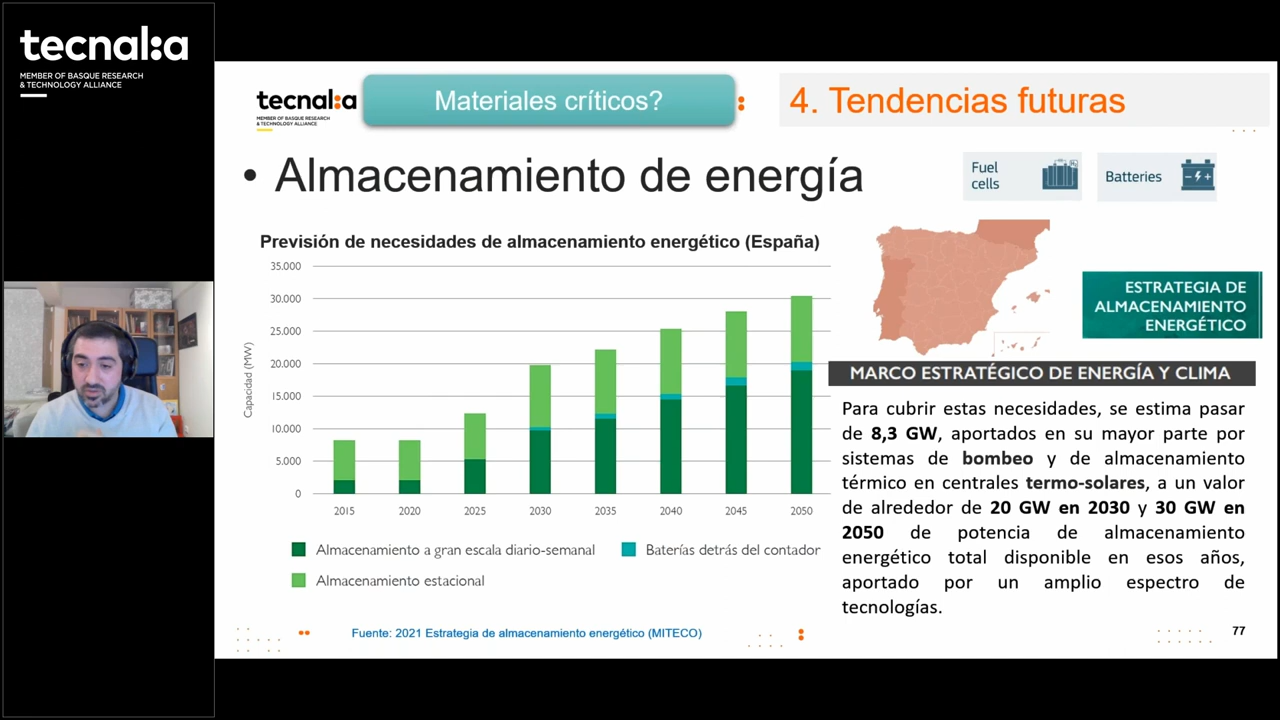 tecnal:a
MEMBER OF BASQUE RESEARCH
& TECHNOLOGY ALLIANCE
tecnal:a
MEMBER OF BASQUE RESEARCH
& TECHNOLOGY ALLIANCE
Materiales críticos?
4. Tendencias futuras
• Almacenamiento de energía
Fuel
cells
Batteries
Previsión de necesidades de almacenamiento energético (España)
35.000
30.000
25.000
20.000
15.000
10.000
5.000
0
Capacidad (MW)
2015 2020 2025 2030 2035 2040 2045 2050
Almacenamiento a gran escala diario-semanal
Baterías detrás del contador
Almacenamiento estacional
ESTRATEGIA DE
ALMACENAMIENTO
ENERGÉTICO
MARCO ESTRATÉGICO DE ENERGÍA Y CLIMA
Para cubrir estas necesidades, se estima pasar
de 8,3 GW, aportados en su mayor parte por
sistemas de bombeo y de almacenamiento
térmico en centrales termo-solares, a un valor
de alrededor de 20 GW en 2030 y 30 GW en
2050 de potencia de almacenamiento
energético total disponible en esos años,
aportado por un amplio espectro de
tecnologías.
Fuente: 2021 Estrategia de almacenamiento energético (MITECO)
77